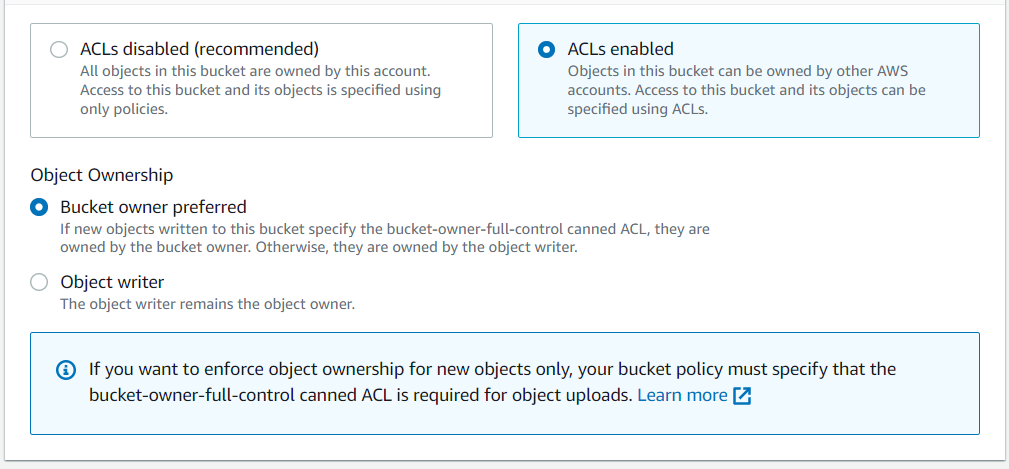 ACLs disabled (recommended)
All objects in this bucket are owned by this account.
Access to this bucket and its objects is specified using
only policies.
ACLs enabled
Objects in this bucket can be owned by other AWS
accounts. Access to this bucket and its objects can be
specified using ACLs.
Object Ownership
Bucket owner preferred
If new objects written to this bucket specify the bucket-owner-full-control canned ACL, they are
owned by the bucket owner. Otherwise, they are owned by the object writer.
Object writer
The object writer remains the object owner.
If you want to enforce object ownership for new objects only, your bucket policy must specify that the
bucket-owner-full-control canned ACL is required for object uploads. Learn more